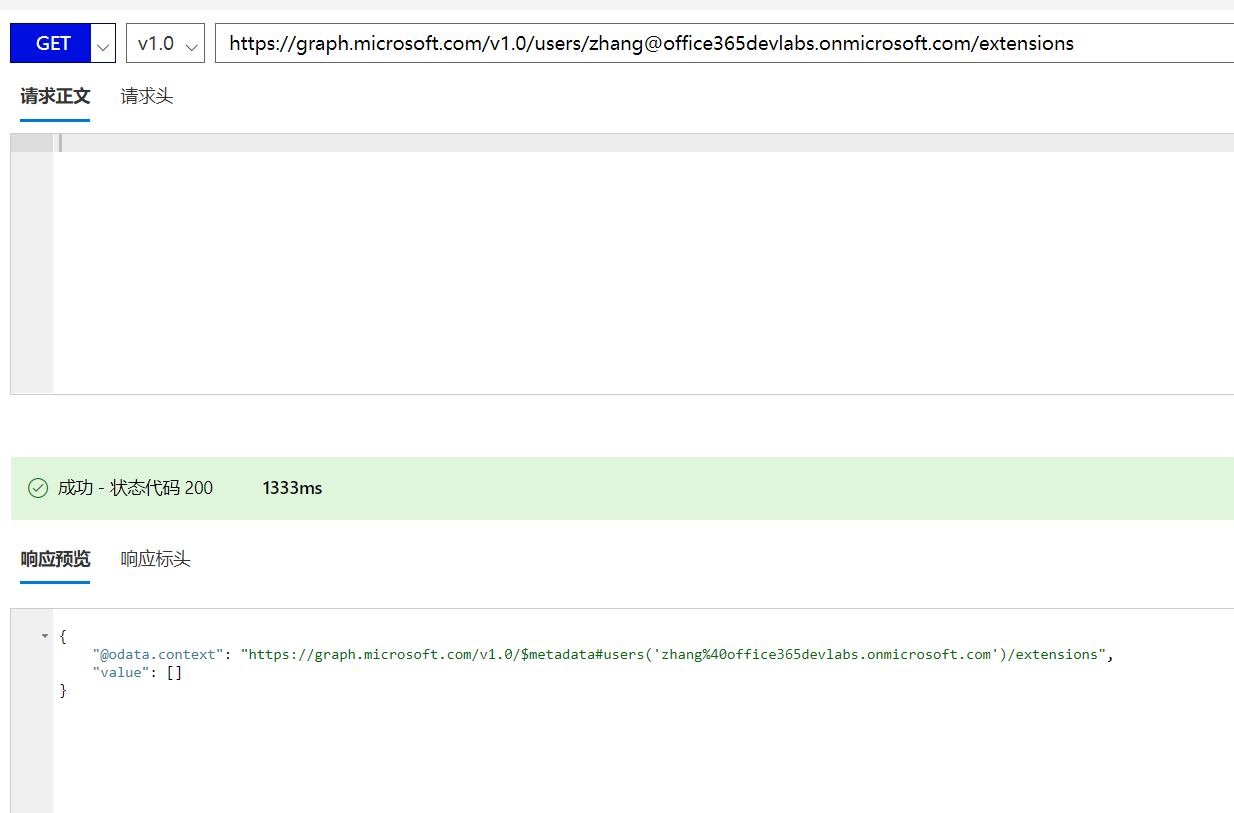 GET v1.0 https://graph.microsoft.com/v1.0/users/zhang@office365devlabs.onmicrosoft.com/extensions
请求正文 请求头
成功 - 状态代码 200 1333ms
响应预览 响应标头
{
"@odata.context": "https://graph.microsoft.com/v1.0/$metadata#users('zhang%40office365devlabs.onmicrosoft.com')/extensions",
"value": []
}